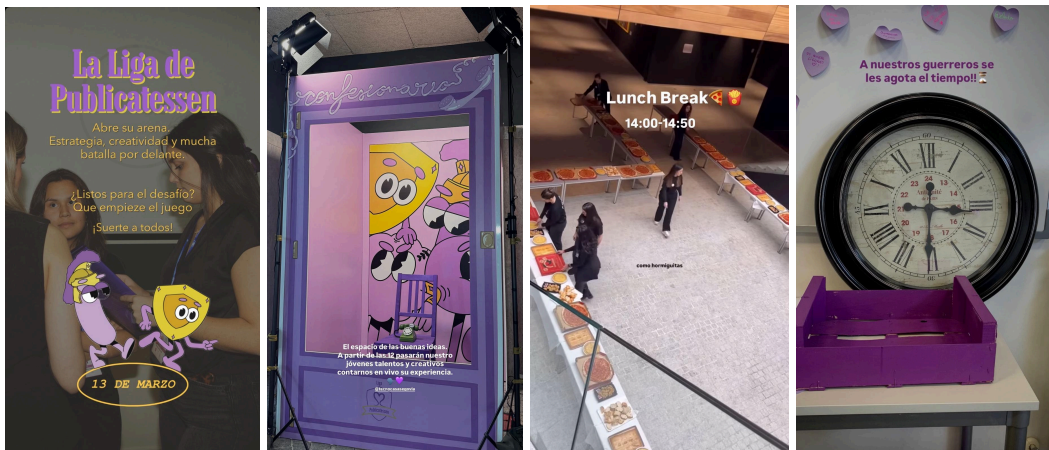 La Liga de
Publicatessen
Abre su arena.
Estrategia, creatividad y mucha
batalla por delante.
¿Listos para el desafío?
Que empieze el juego
¡Suerte a todos!
13 DE MARZO
confesionario
El espacio de las buenas ideas.
A partir de las 12 pasarán nuestro
jóvenes talentos y creativos
contarnos en vivo su experiencia.
Lunch Break
14:00-14:50
como hormiguitas
A nuestros guerreros se
les agota el tiempo!!